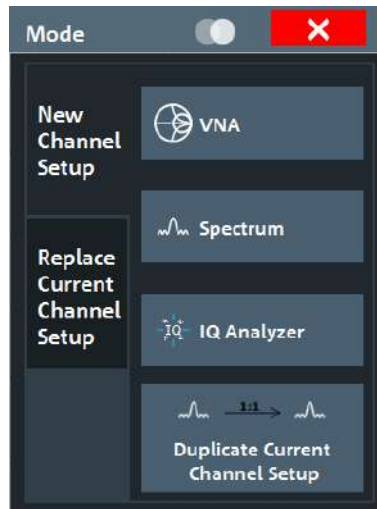 Mode
New
Channel
Setup
Replace
Current
Channel
Setup
VNA
Spectrum
IQ
IQ Analyzer
1:1
Duplicate Current
Channel Setup